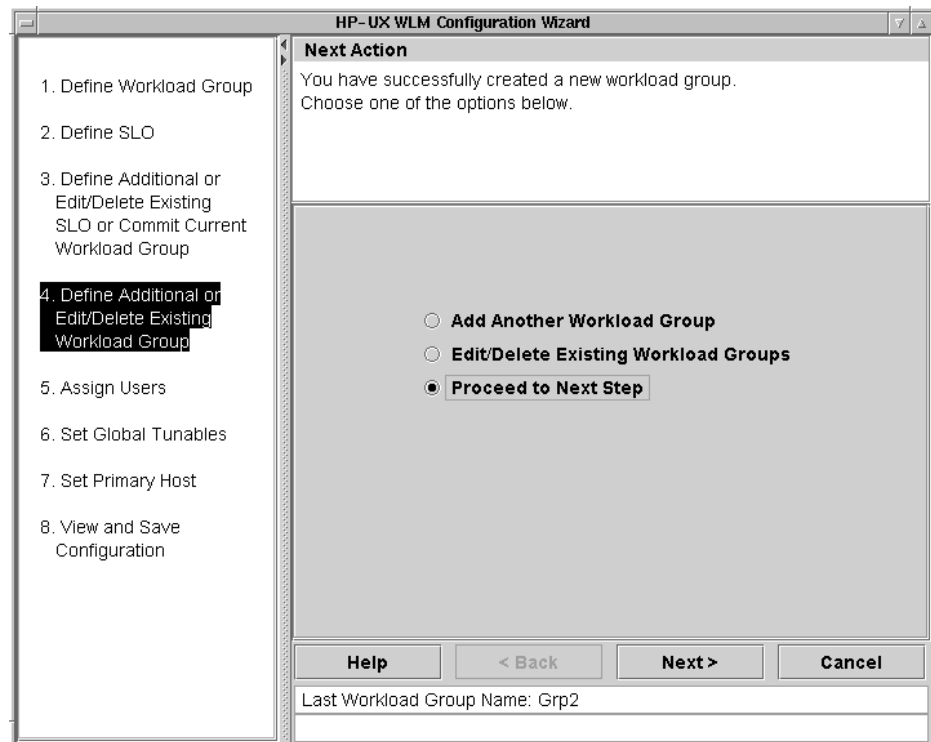 HP-UX WLM Configuration Wizard
1. Define Workload Group
2. Define SLO
3. Define Additional or
Edit/Delete Existing
SLO or Commit Current
Workload Group
4. Define Additional or
Edit/Delete Existing
Workload Group
5. Assign Users
6. Set Global Tunables
7. Set Primary Host
8. View and Save
Configuration
Next Action
You have successfully created a new workload group.
Choose one of the options below.
Add Another Workload Group
Edit/Delete Existing Workload Groups
Proceed to Next Step
Help
< Back
Next >
Cancel
Last Workload Group Name: Grp2